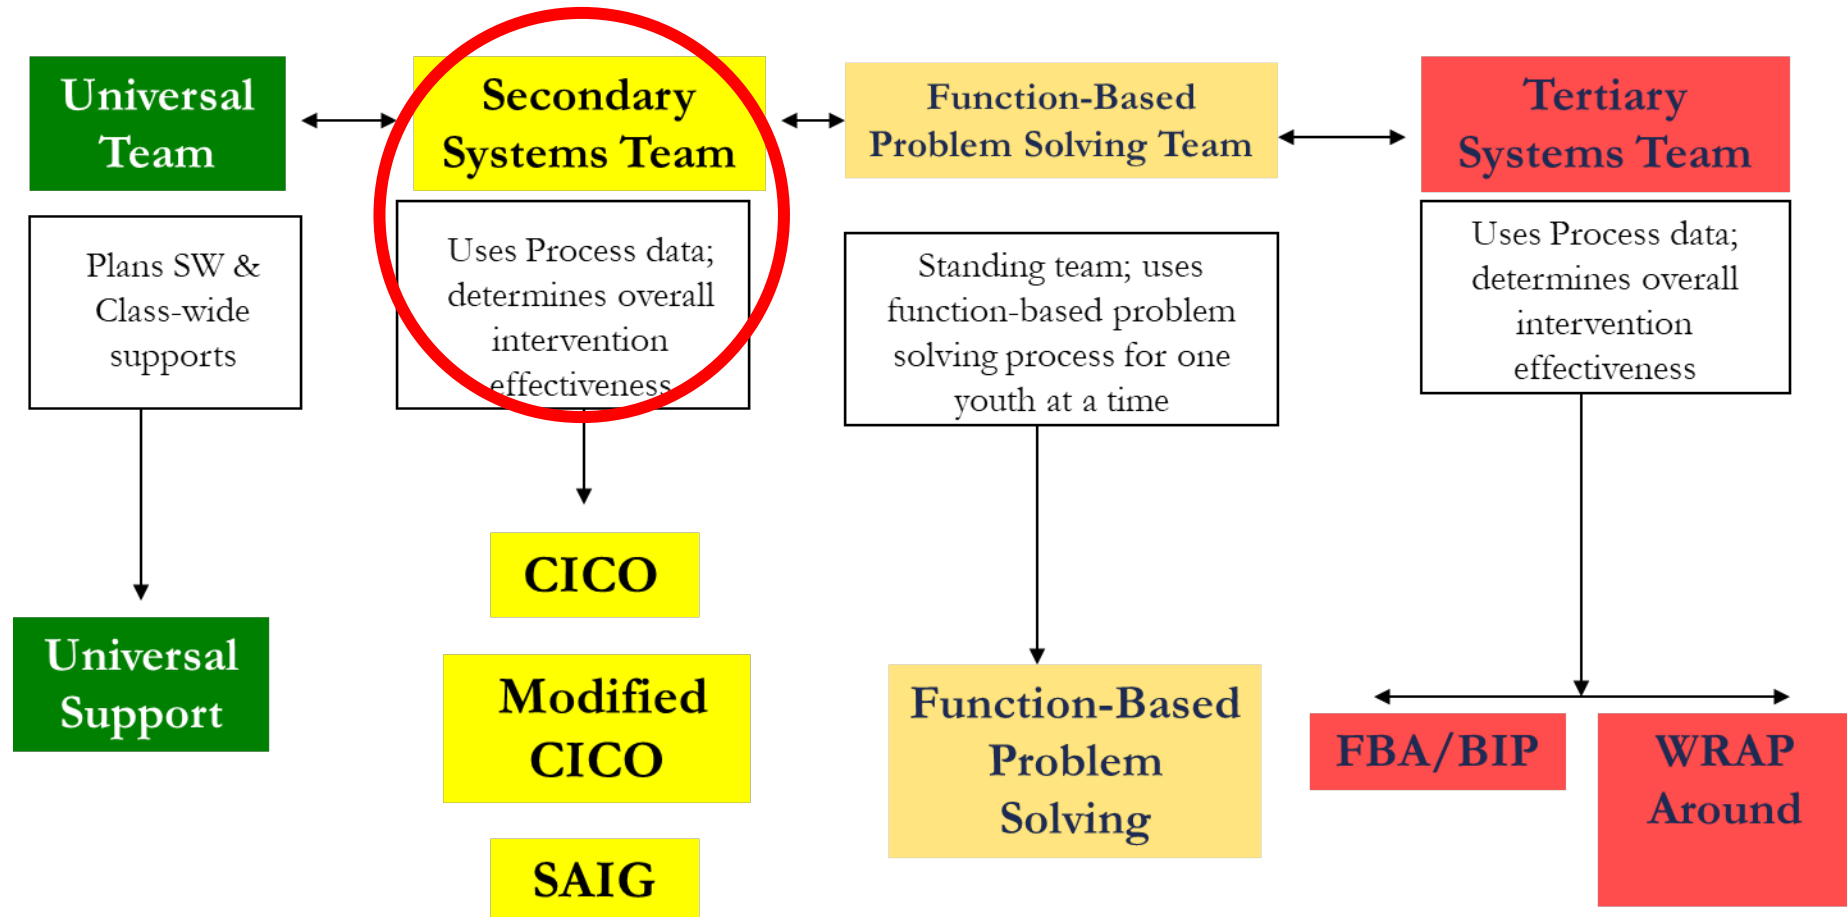 Universal
Team
Secondary
Systems Team
Function-Based
Problem Solving Team
Tertiary
Systems Team
Plans SW &
Class-wide
supports
Uses Process data;
determines overall
intervention
effectiveness
Standing team; uses
function-based problem
solving process for one
youth at a time
Uses Process data;
determines overall
intervention
effectiveness
Universal
Support
CICO
Modified
CICO
SAIG
Function-Based
Problem
Solving
FBA/BIP
WRAP
Around